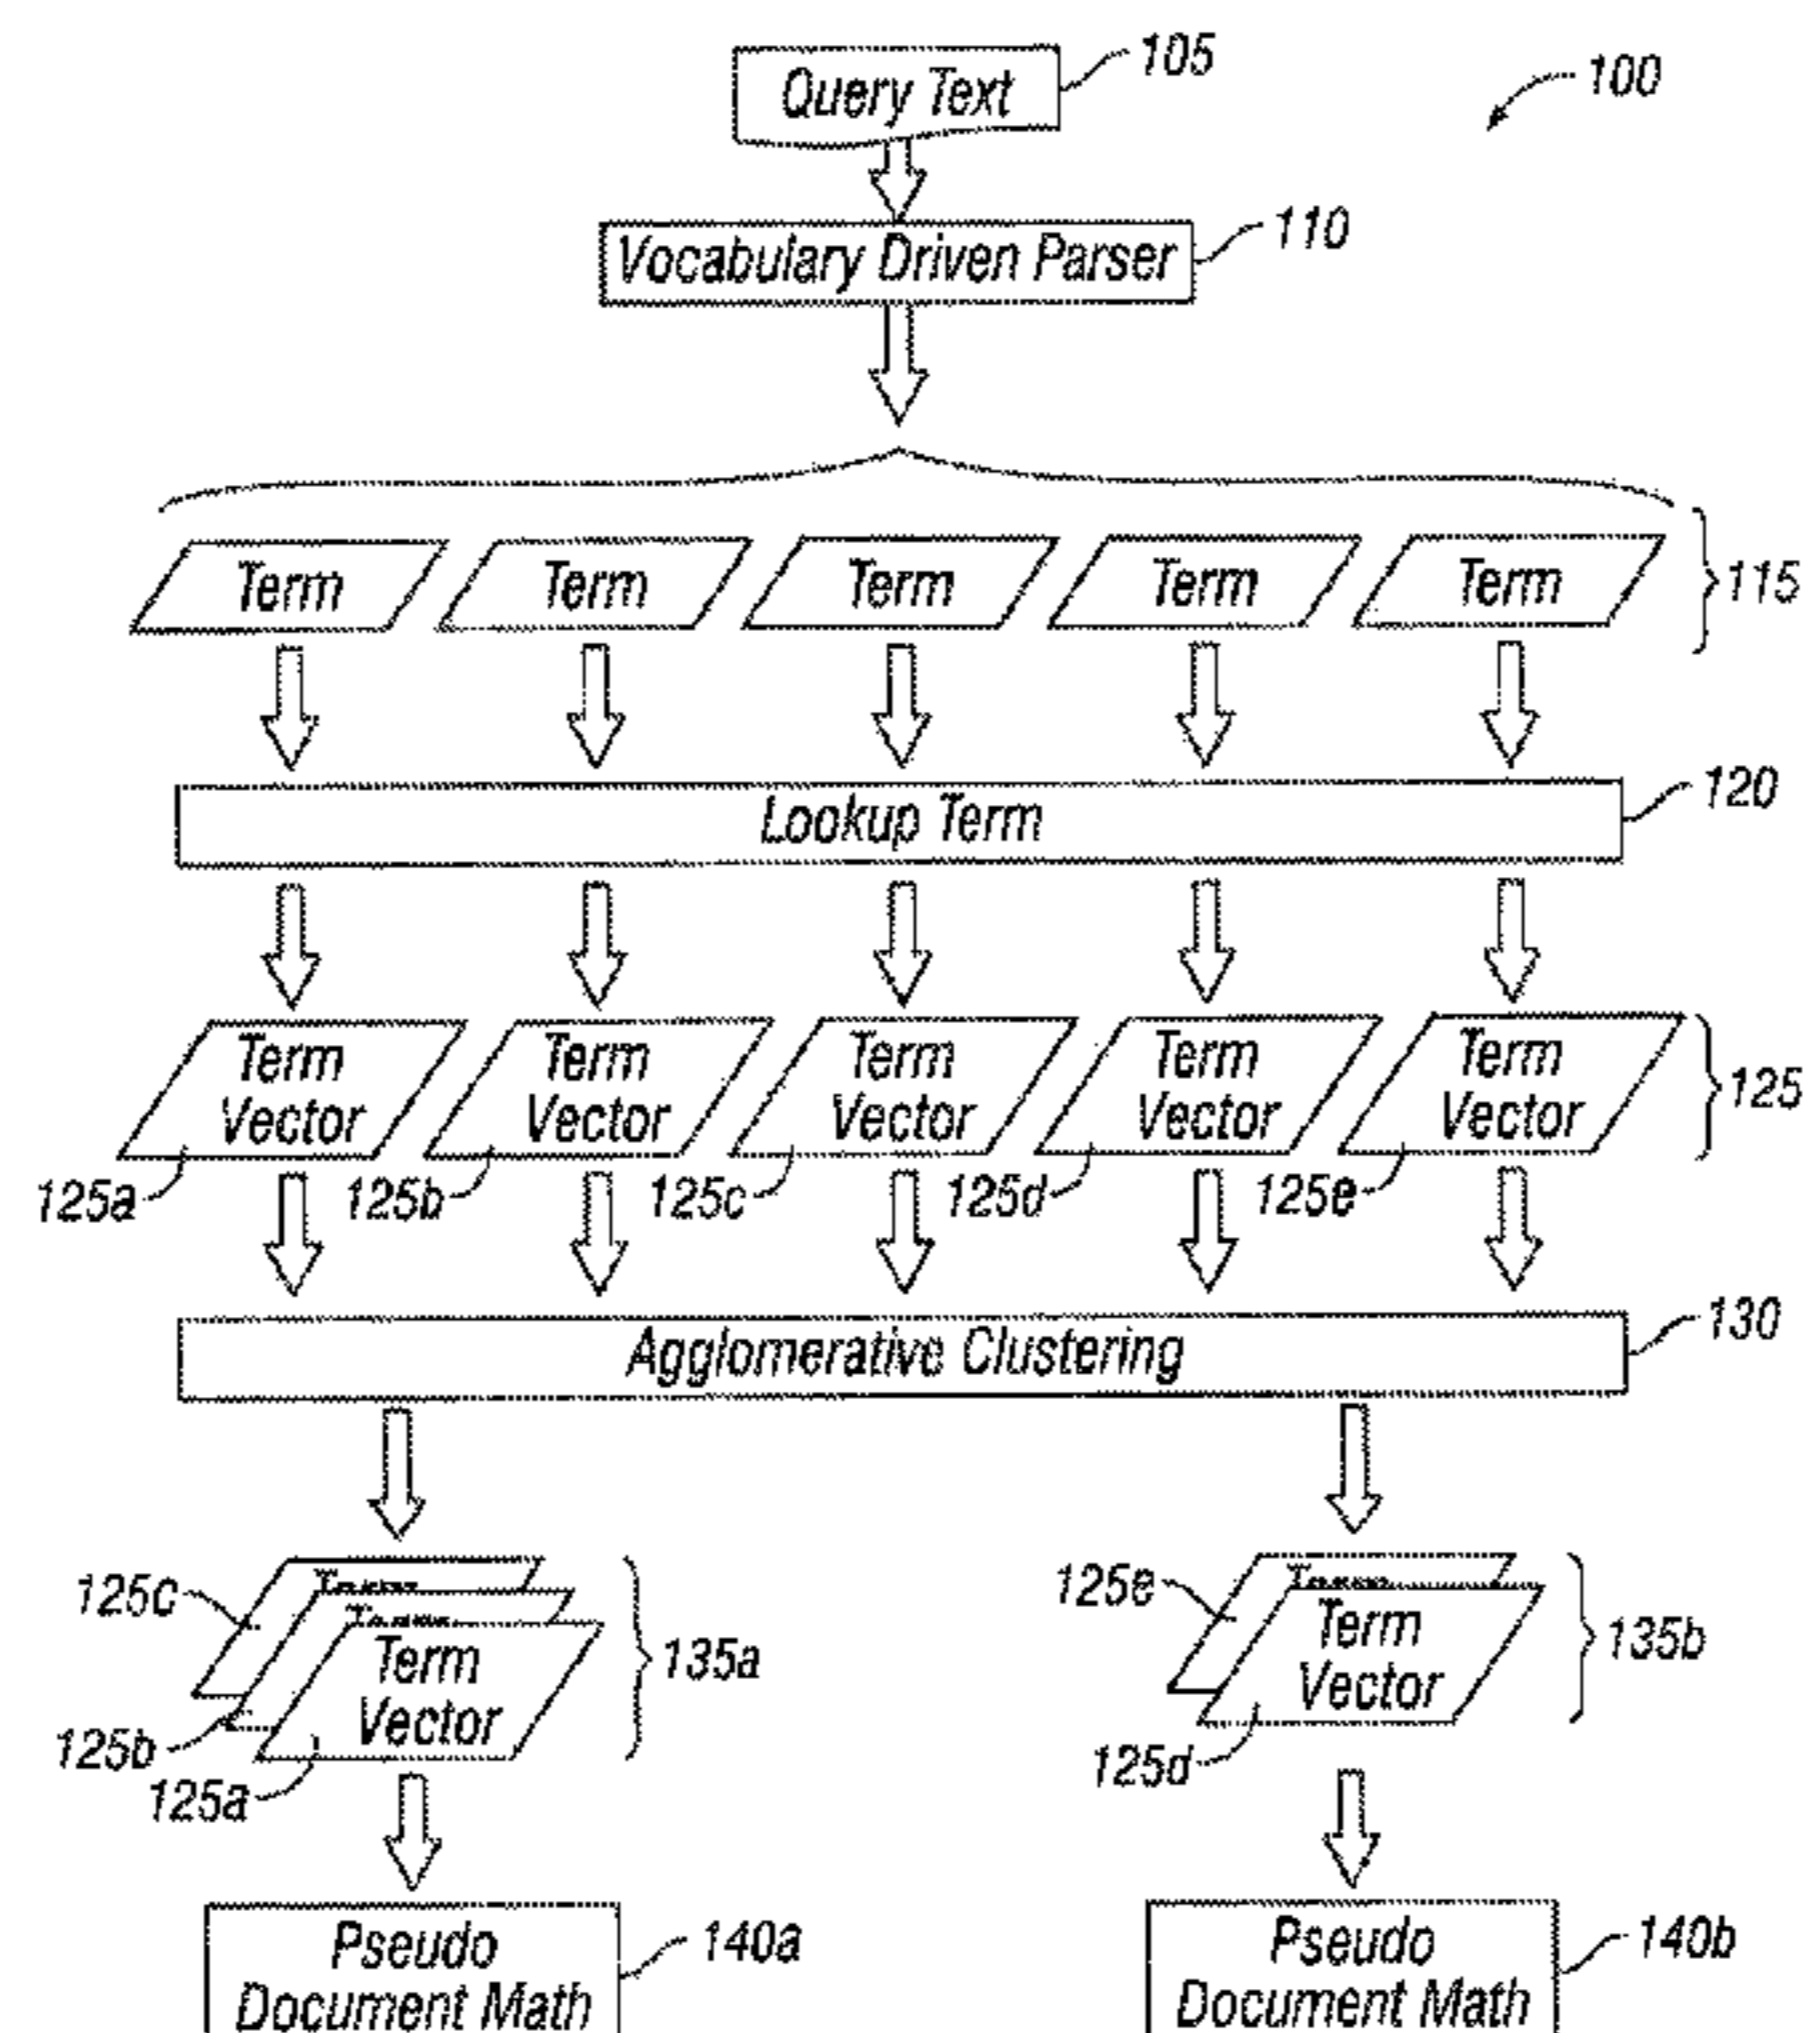 105
100
Query Text
110
Vocabulary Driven Parser
Term Term Term Term Term
115
120
Lookup Term
Term Vector
Term Vector
Term Vector
Term Vector
Term Vector
125
125a 125b 125c 125d 125e
130
Agglomerative Clustering
125c
125e
Term
Vector
135a
Term
Vector
135b
125b
125a
125d
Pseudo
Document Math
140a
Pseudo
Document Math
140b